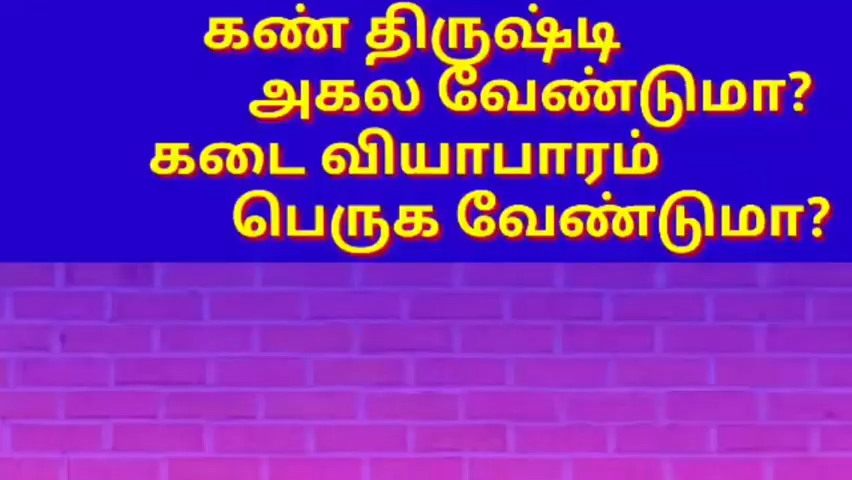 கண் திருஷ்டி
அகல வேண்டுமா?
கடை வியாபாரம்
பெருக வேண்டுமா?